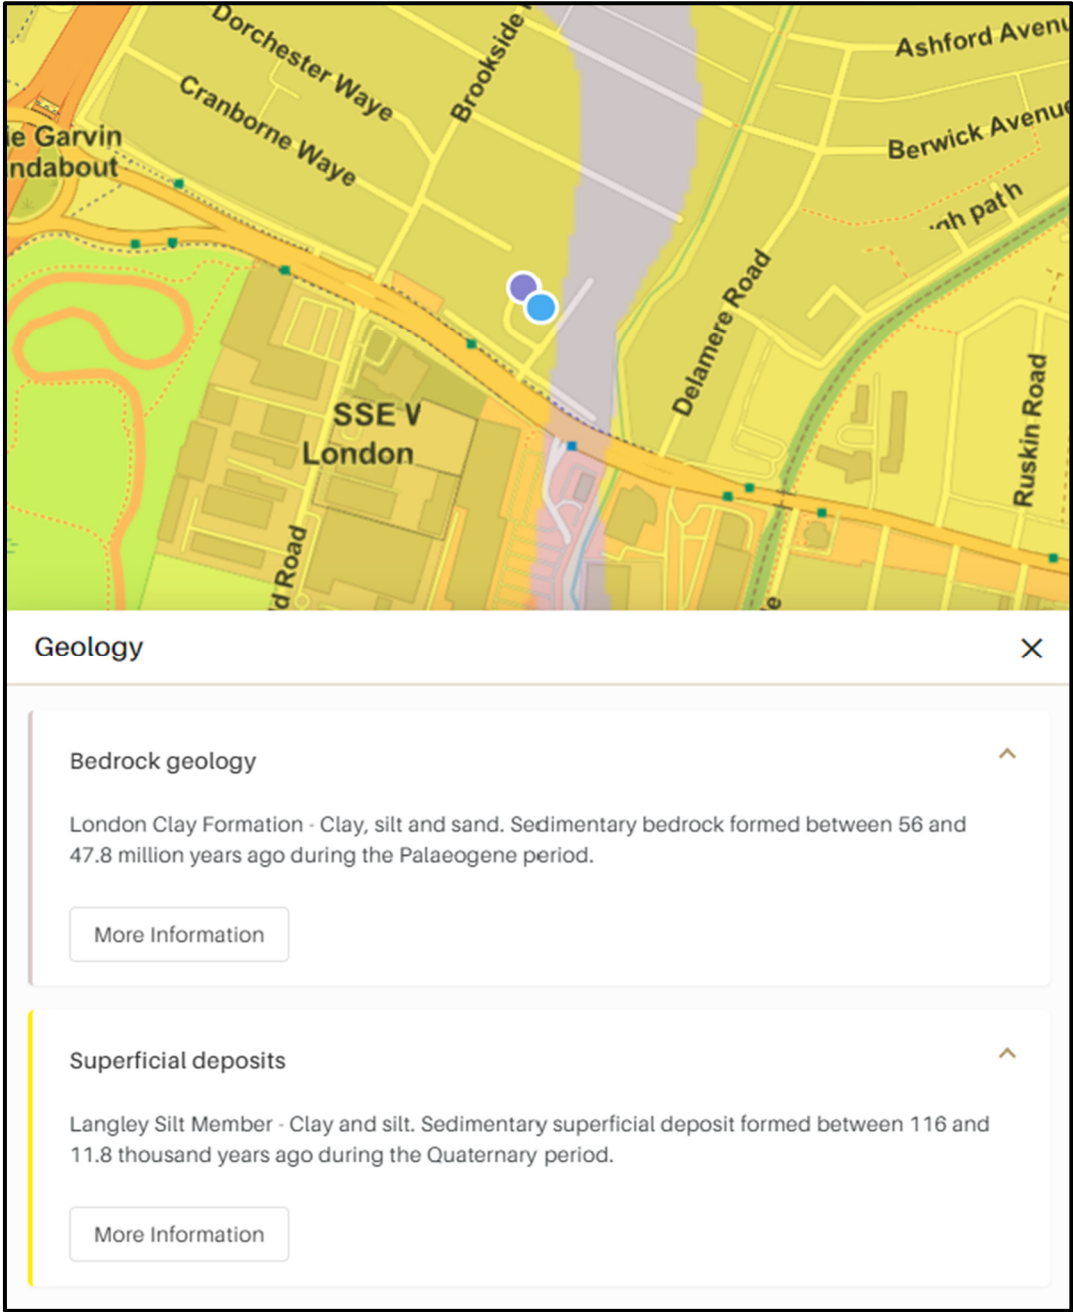 Dorchester Waye
Cranborne Waye
Brookside
Ashford Avenu
Berwick Avenue
ie Garvin
ndabout
gh path
Delamere Road
Ruskin Road
SSE V
London
d Road
Geology
Bedrock geology
London Clay Formation - Clay, silt and sand. Sedimentary bedrock formed between 56 and
47.8 million years ago during the Palaeogene period.
More Information
Superficial deposits
Langley Silt Member - Clay and silt. Sedimentary superficial deposit formed between 116 and
11.8 thousand years ago during the Quaternary period.
More Information